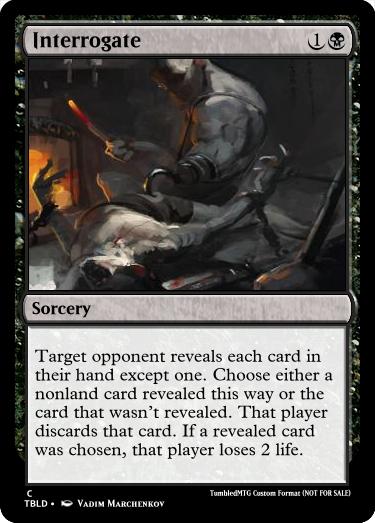 Interrogate 1
Sorcery
Target opponent reveals each card in
their hand except one. Choose either a
nonland card revealed this way or the
card that wasn't revealed. That player
discards that card. If a revealed card
was chosen, that player loses 2 life.
C
TBLD • Vadim Marchenkov
TumbledMTG Custom Format (NOT FOR SALE)